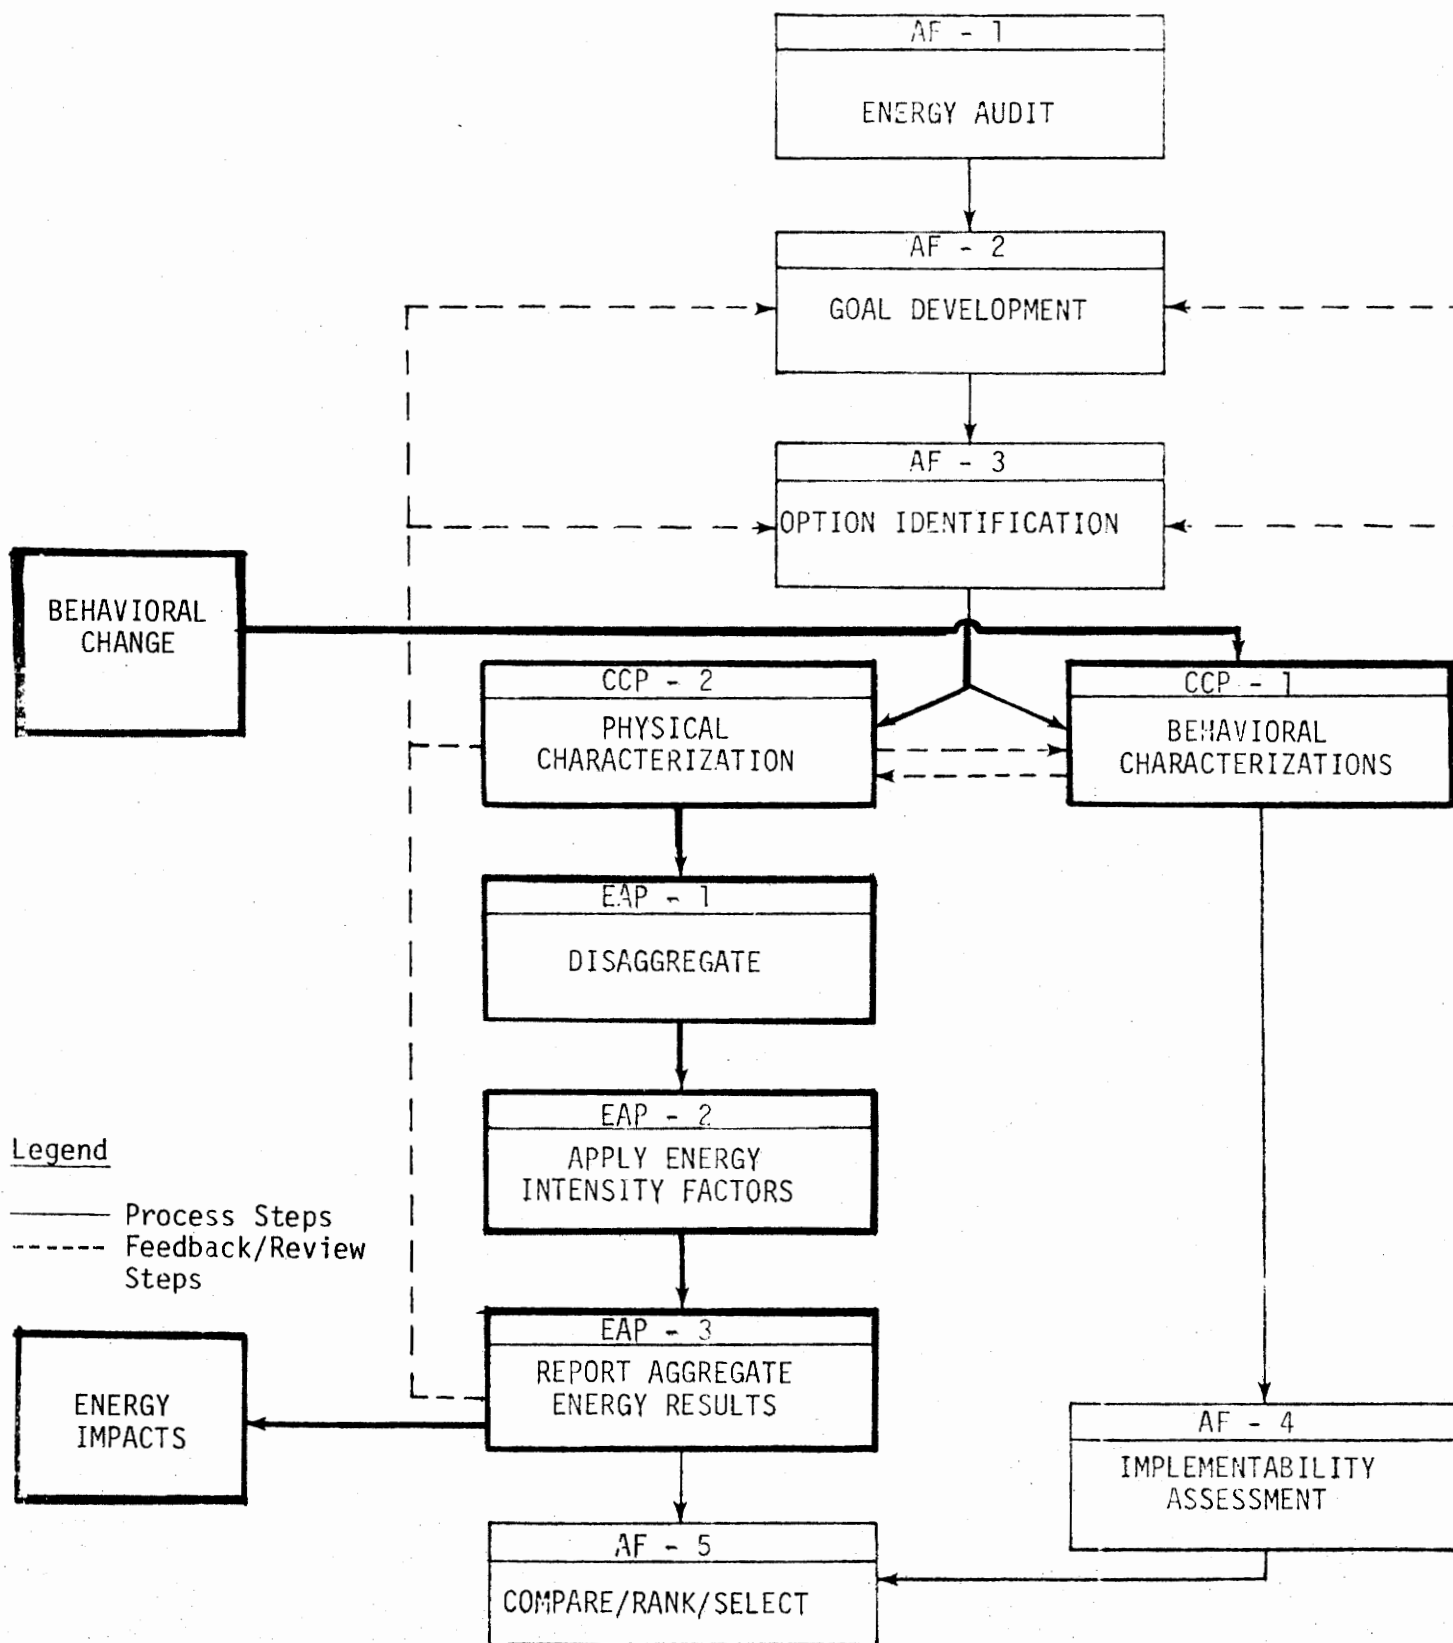 AF - 1
ENERGY AUDIT
AF - 2
GOAL DEVELOPMENT
AF - 3
OPTION IDENTIFICATION
BEHAVIORAL
CHANGE
CCP - 2
PHYSICAL
CHARACTERIZATION
CCP - 1
BEHAVIORAL
CHARACTERIZATIONS
EAP - 1
DISAGGREGATE
EAP - 2
APPLY ENERGY
INTENSITY FACTORS
Legend
Process Steps
Feedback/Review
Steps
EAP - 3
REPORT AGGREGATE
ENERGY RESULTS
ENERGY
IMPACTS
AF - 4
IMPLEMENTABILITY
ASSESSMENT
AF - 5
COMPARE/RANK/SELECT